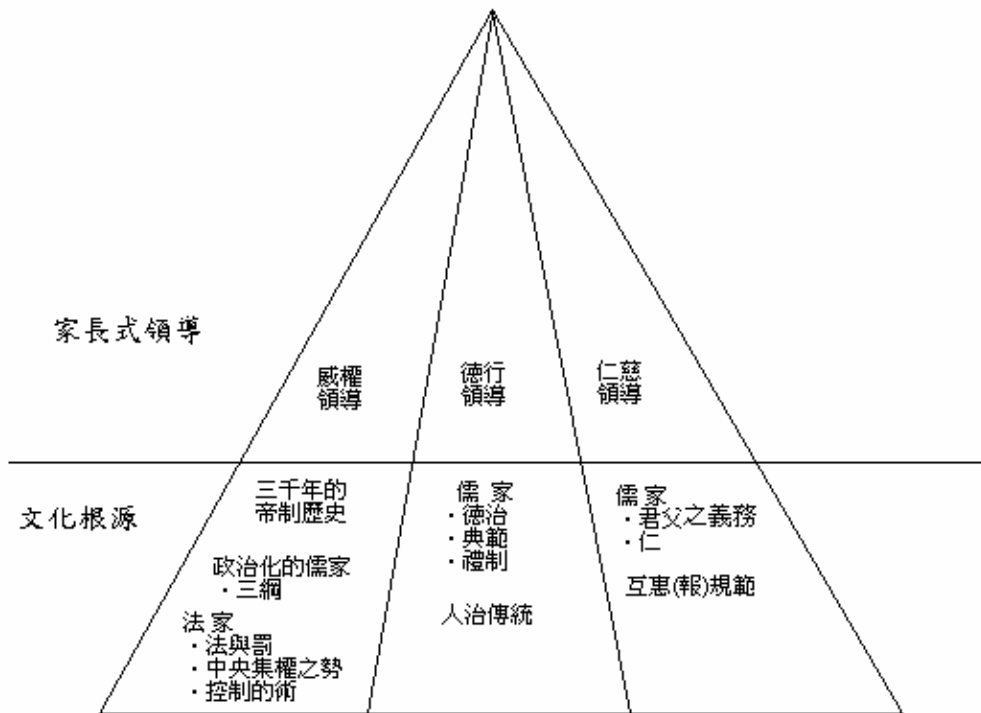 家長式領導
威權
領導
德行
領導
仁慈
領導
文化根源
三千年的
帝制歷史
政治化的儒家
・三綱
法家
・法與罰
・中央集權之勢
・控制的術
儒 家
・德治
・典範
・禮制
人治傳統
儒 家
・君父之義務
・仁
互惠(報)規範